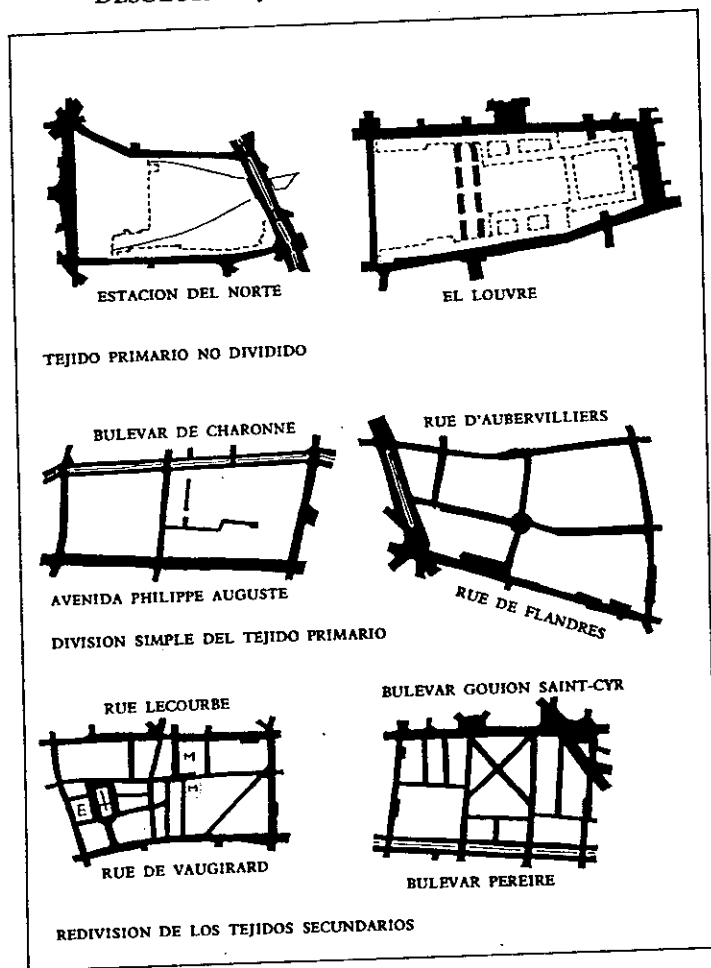 ESTACION DEL NORTE
EL LOUVRE
TEJIDO PRIMARIO NO DIVIDIDO
BULEVAR DE CHARONNE
RUE D'AUBERVILLIERS
AVENIDA PHILIPPE AUGUSTE
RUE DE FLANDRES
DIVISION SIMPLE DEL TEJIDO PRIMARIO
RUE LECOURBE
BULEVAR GOUION SAINT-CYR
M
E
M
RUE DE VAUGIRARD
BULEVAR PEREIRE
REDIVISION DE LOS TEJIDOS SECUNDARIOS